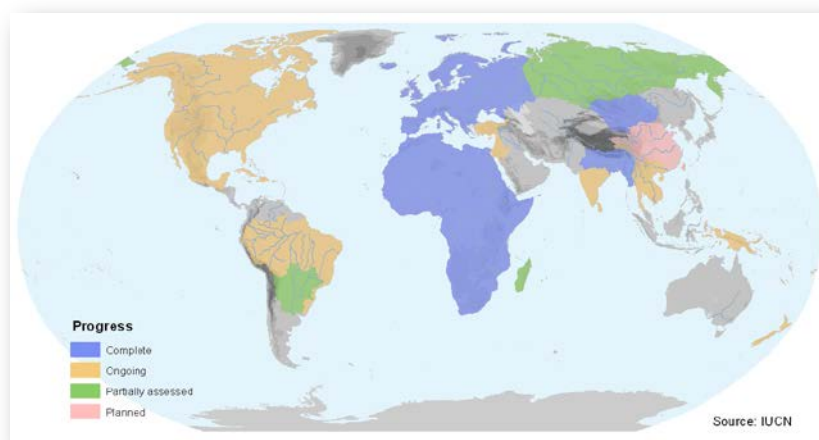 Progress
Complete
Ongoing
Partially assessed
Planned
Source: IUCN